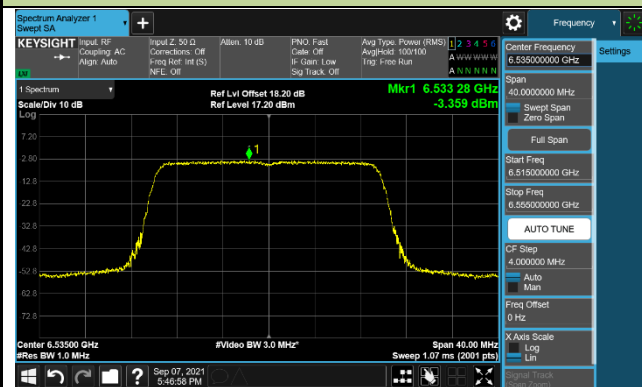 Spectrum Analyzer 1
Swept SA
Frequency
KEYSIGHT
Input: RF
Coupling: AC
Align: Auto
Input Z: 50 Ω
Corrections: Off
Freq Ref: Int (S)
NFE: Off
Atten: 10 dB
PNO: Fast
Gate: Off
IF Gain: Low
Sig Track: Off
Avg Type: Power (RMS)
Avg|Hold: 100/100
Trig: Free Run
1 2 3 4 5 6
A W W W W W
A N N N N N
LXI
1 Spectrum
Scale/Div 10 dB
Log
Ref Lvl Offset 18.20 dB
Ref Level 17.20 dBm
Mkr1 6.533 28 GHz
-3.359 dBm
1
7.20
2.80
-12.8
-22.8
-32.8
-42.8
-52.8
-62.8
-72.8
Center 6.53500 GHz
#Res BW 1.0 MHz
#Video BW 3.0 MHz*
Span 40.00 MHz
Sweep 1.07 ms (2001 pts)
Center Frequency
6.535000000 GHz
Settings
Span
40.0000000 MHz
Swept Span
Zero Span
Full Span
Start Freq
6.515000000 GHz
Stop Freq
6.555000000 GHz
AUTO TUNE
CF Step
4.000000 MHz
Auto
Man
Freq Offset
0 Hz
X Axis Scale
Log
Lin
Signal Track
(Span Zoom)
Sep 07, 2021
5:46:58 PM